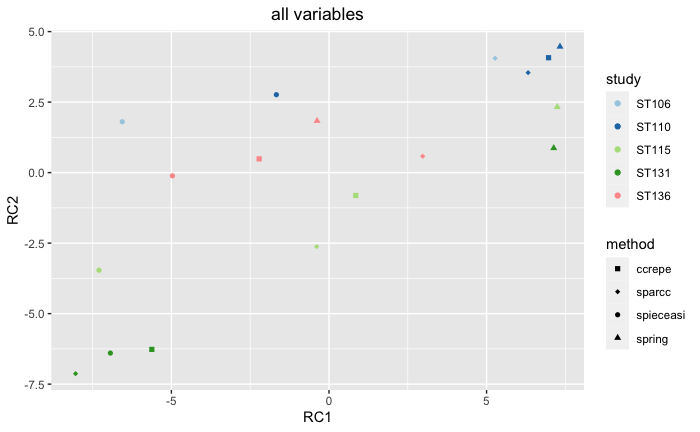 all variables
5.0
2.5
0.0
-2.5
-5.0
-7.5
RC2
-5
0
5
RC1
study
ST106
ST110
ST115
ST131
ST136
method
ccrepe
sparcc
spieceasi
spring